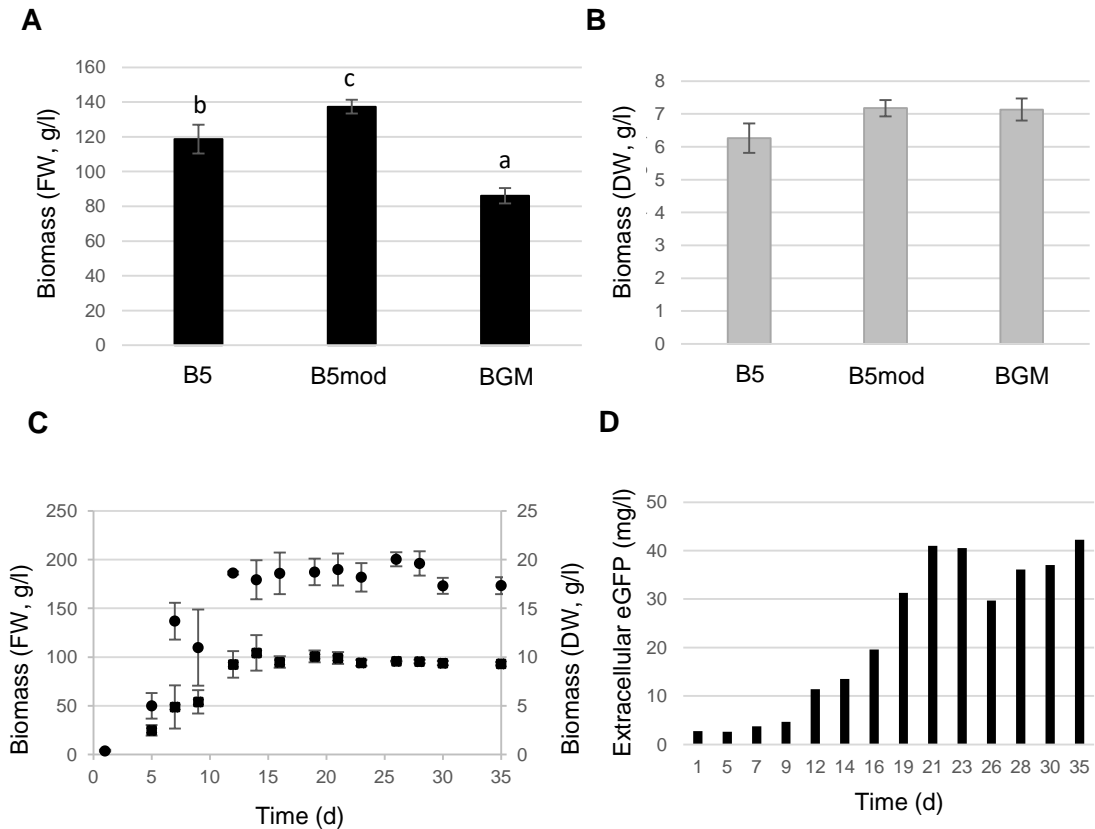 A
Biomass (FW, g/l)
160
140
120
100
80
60
40
20
0
b
c
a
B5
B5mod
BGM
B
Biomass (DW, g/l)
8
7
6
5
4
3
2
1
0
B5
B5mod
BGM
C
Biomass (FW, g/l)
250
200
150
100
50
0
0 5 10 15 20 25 30 35
Time (d)
25
20
15
10
5
0
Biomass (DW, g/l)
D
Extracellular eGFP (mg/l)
50
40
30
20
10
0
1 5 7 9 12 14 16 19 21 23 26 28 30 35
Time (d)